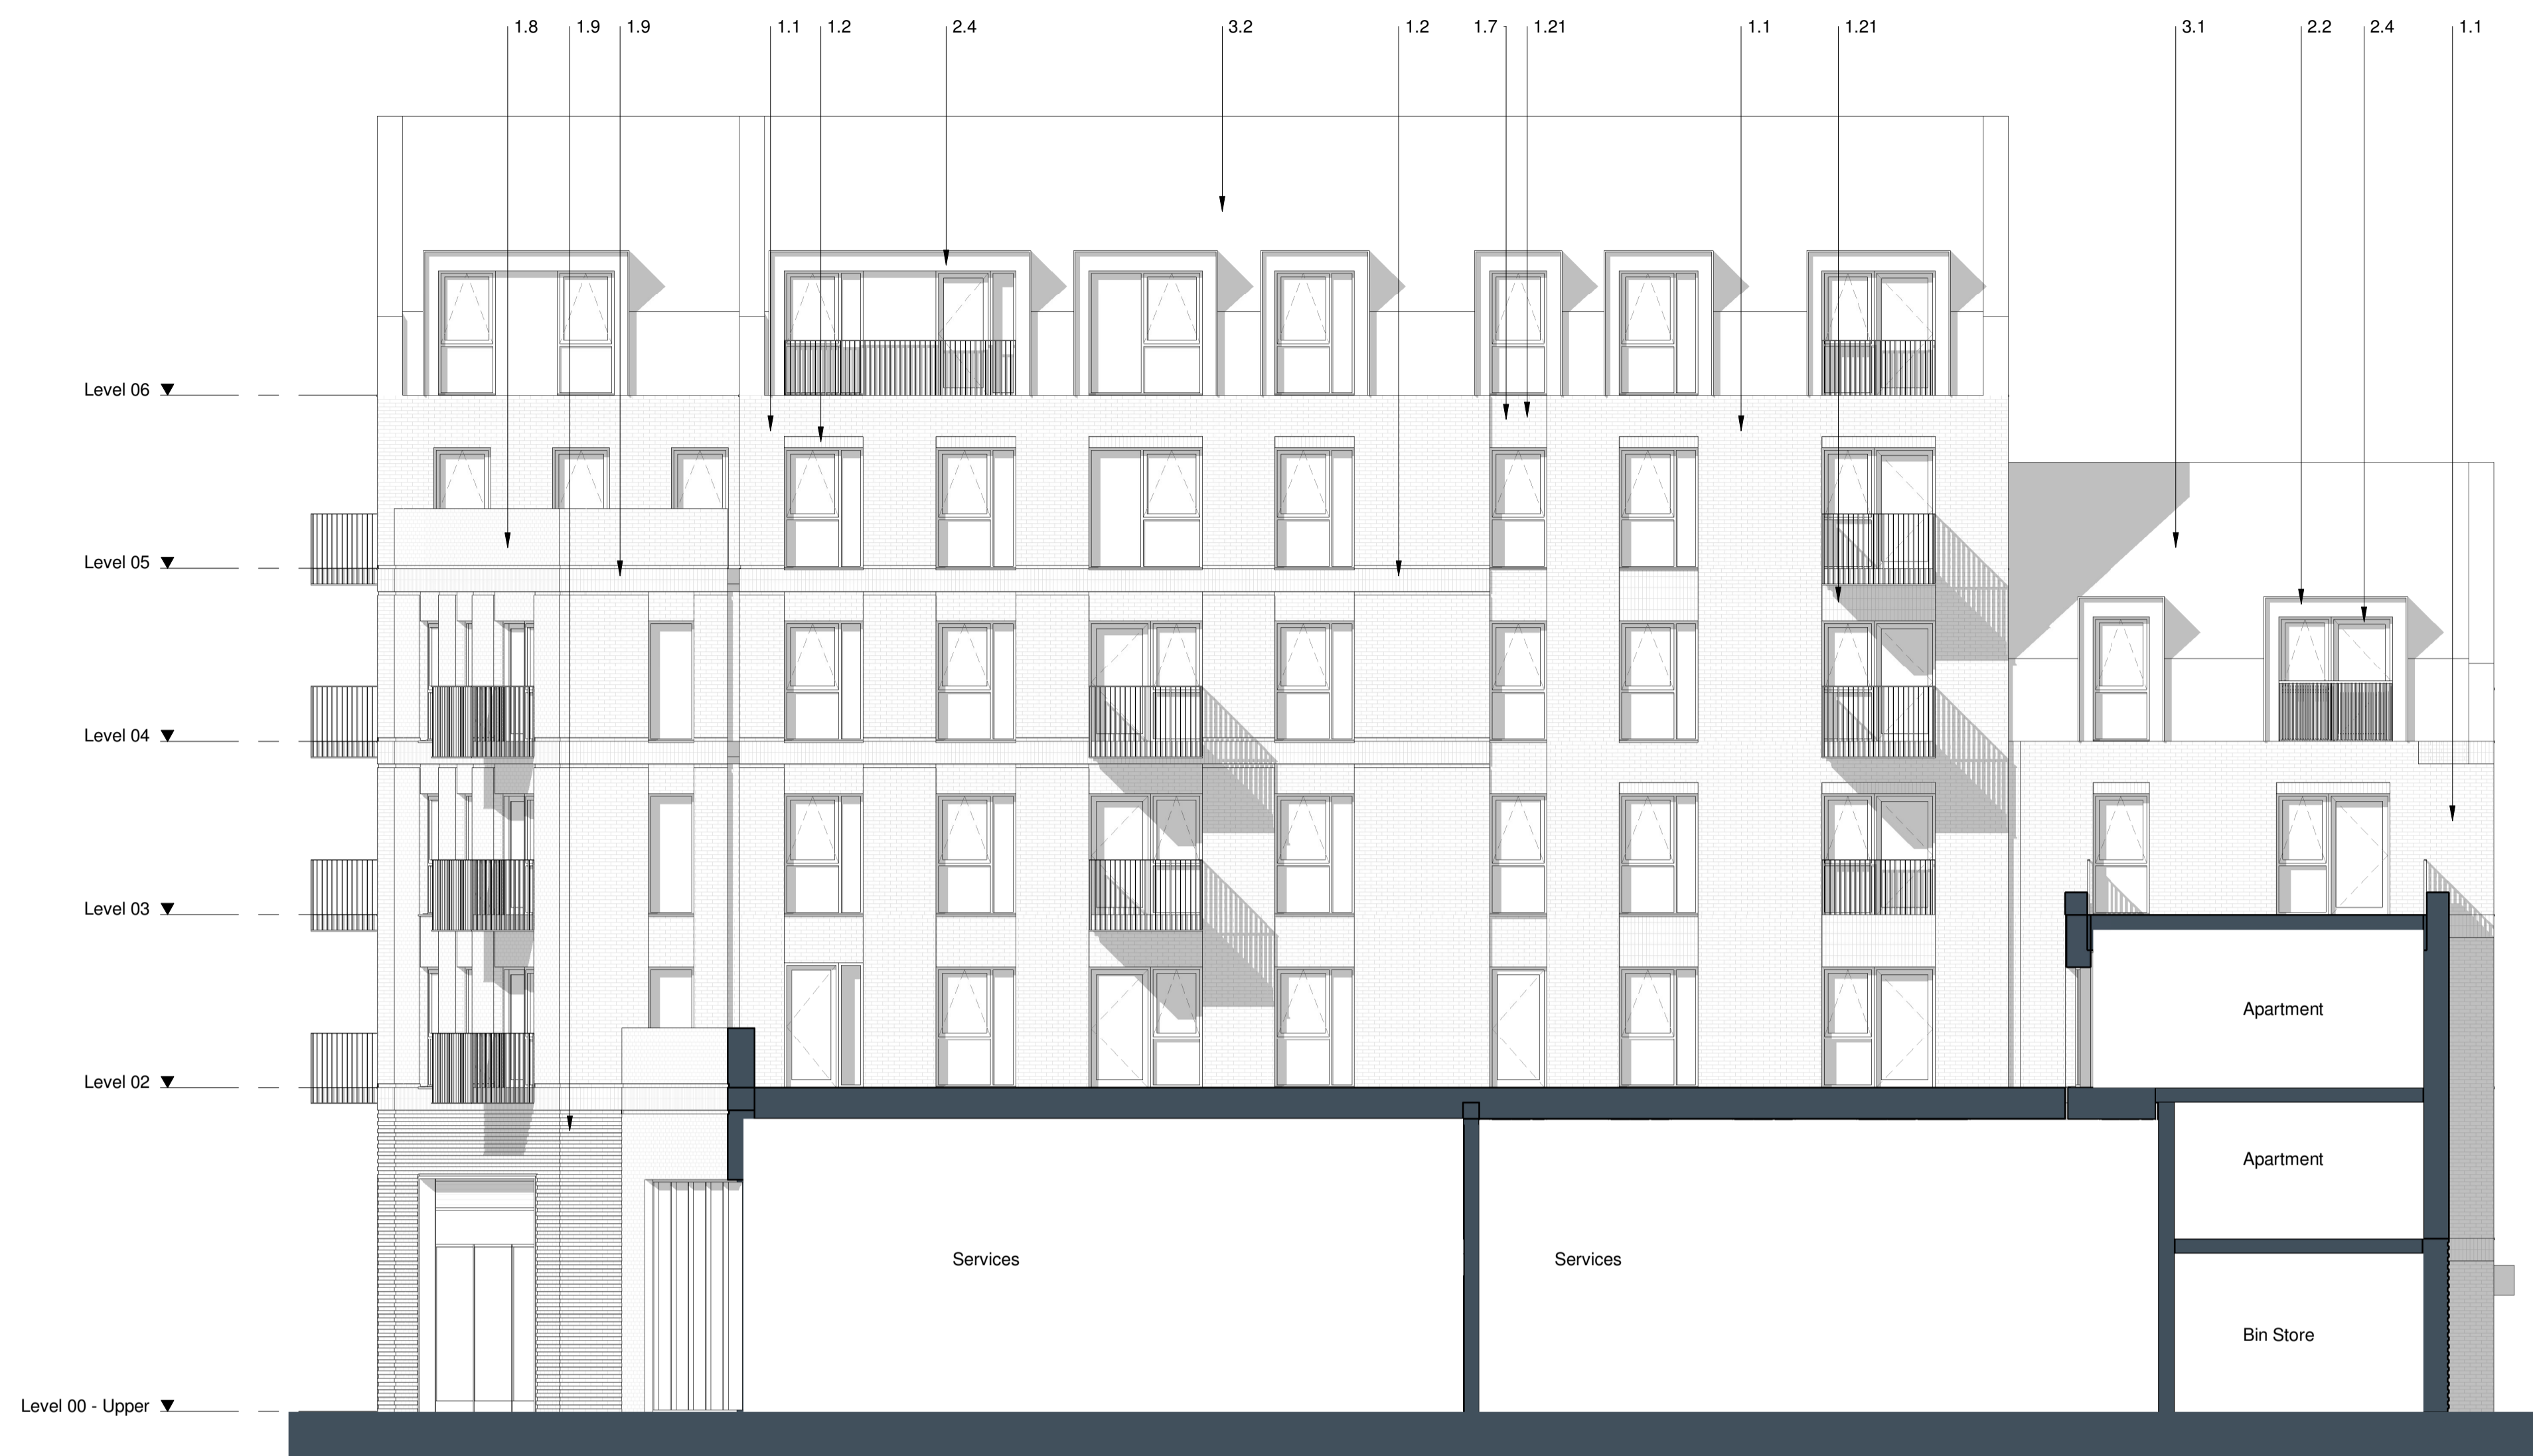 1.8 1.9 1.9 1.1 1.2 2.4 3.2 1.2 1.7 1.21 1.1 1.21 3.1 2.2 2.4 1.1
Level 06
Level 05
Level 04
Level 03
Apartment
Level 02
Apartment
Services Services
Bin Store
Level 00 - Upper